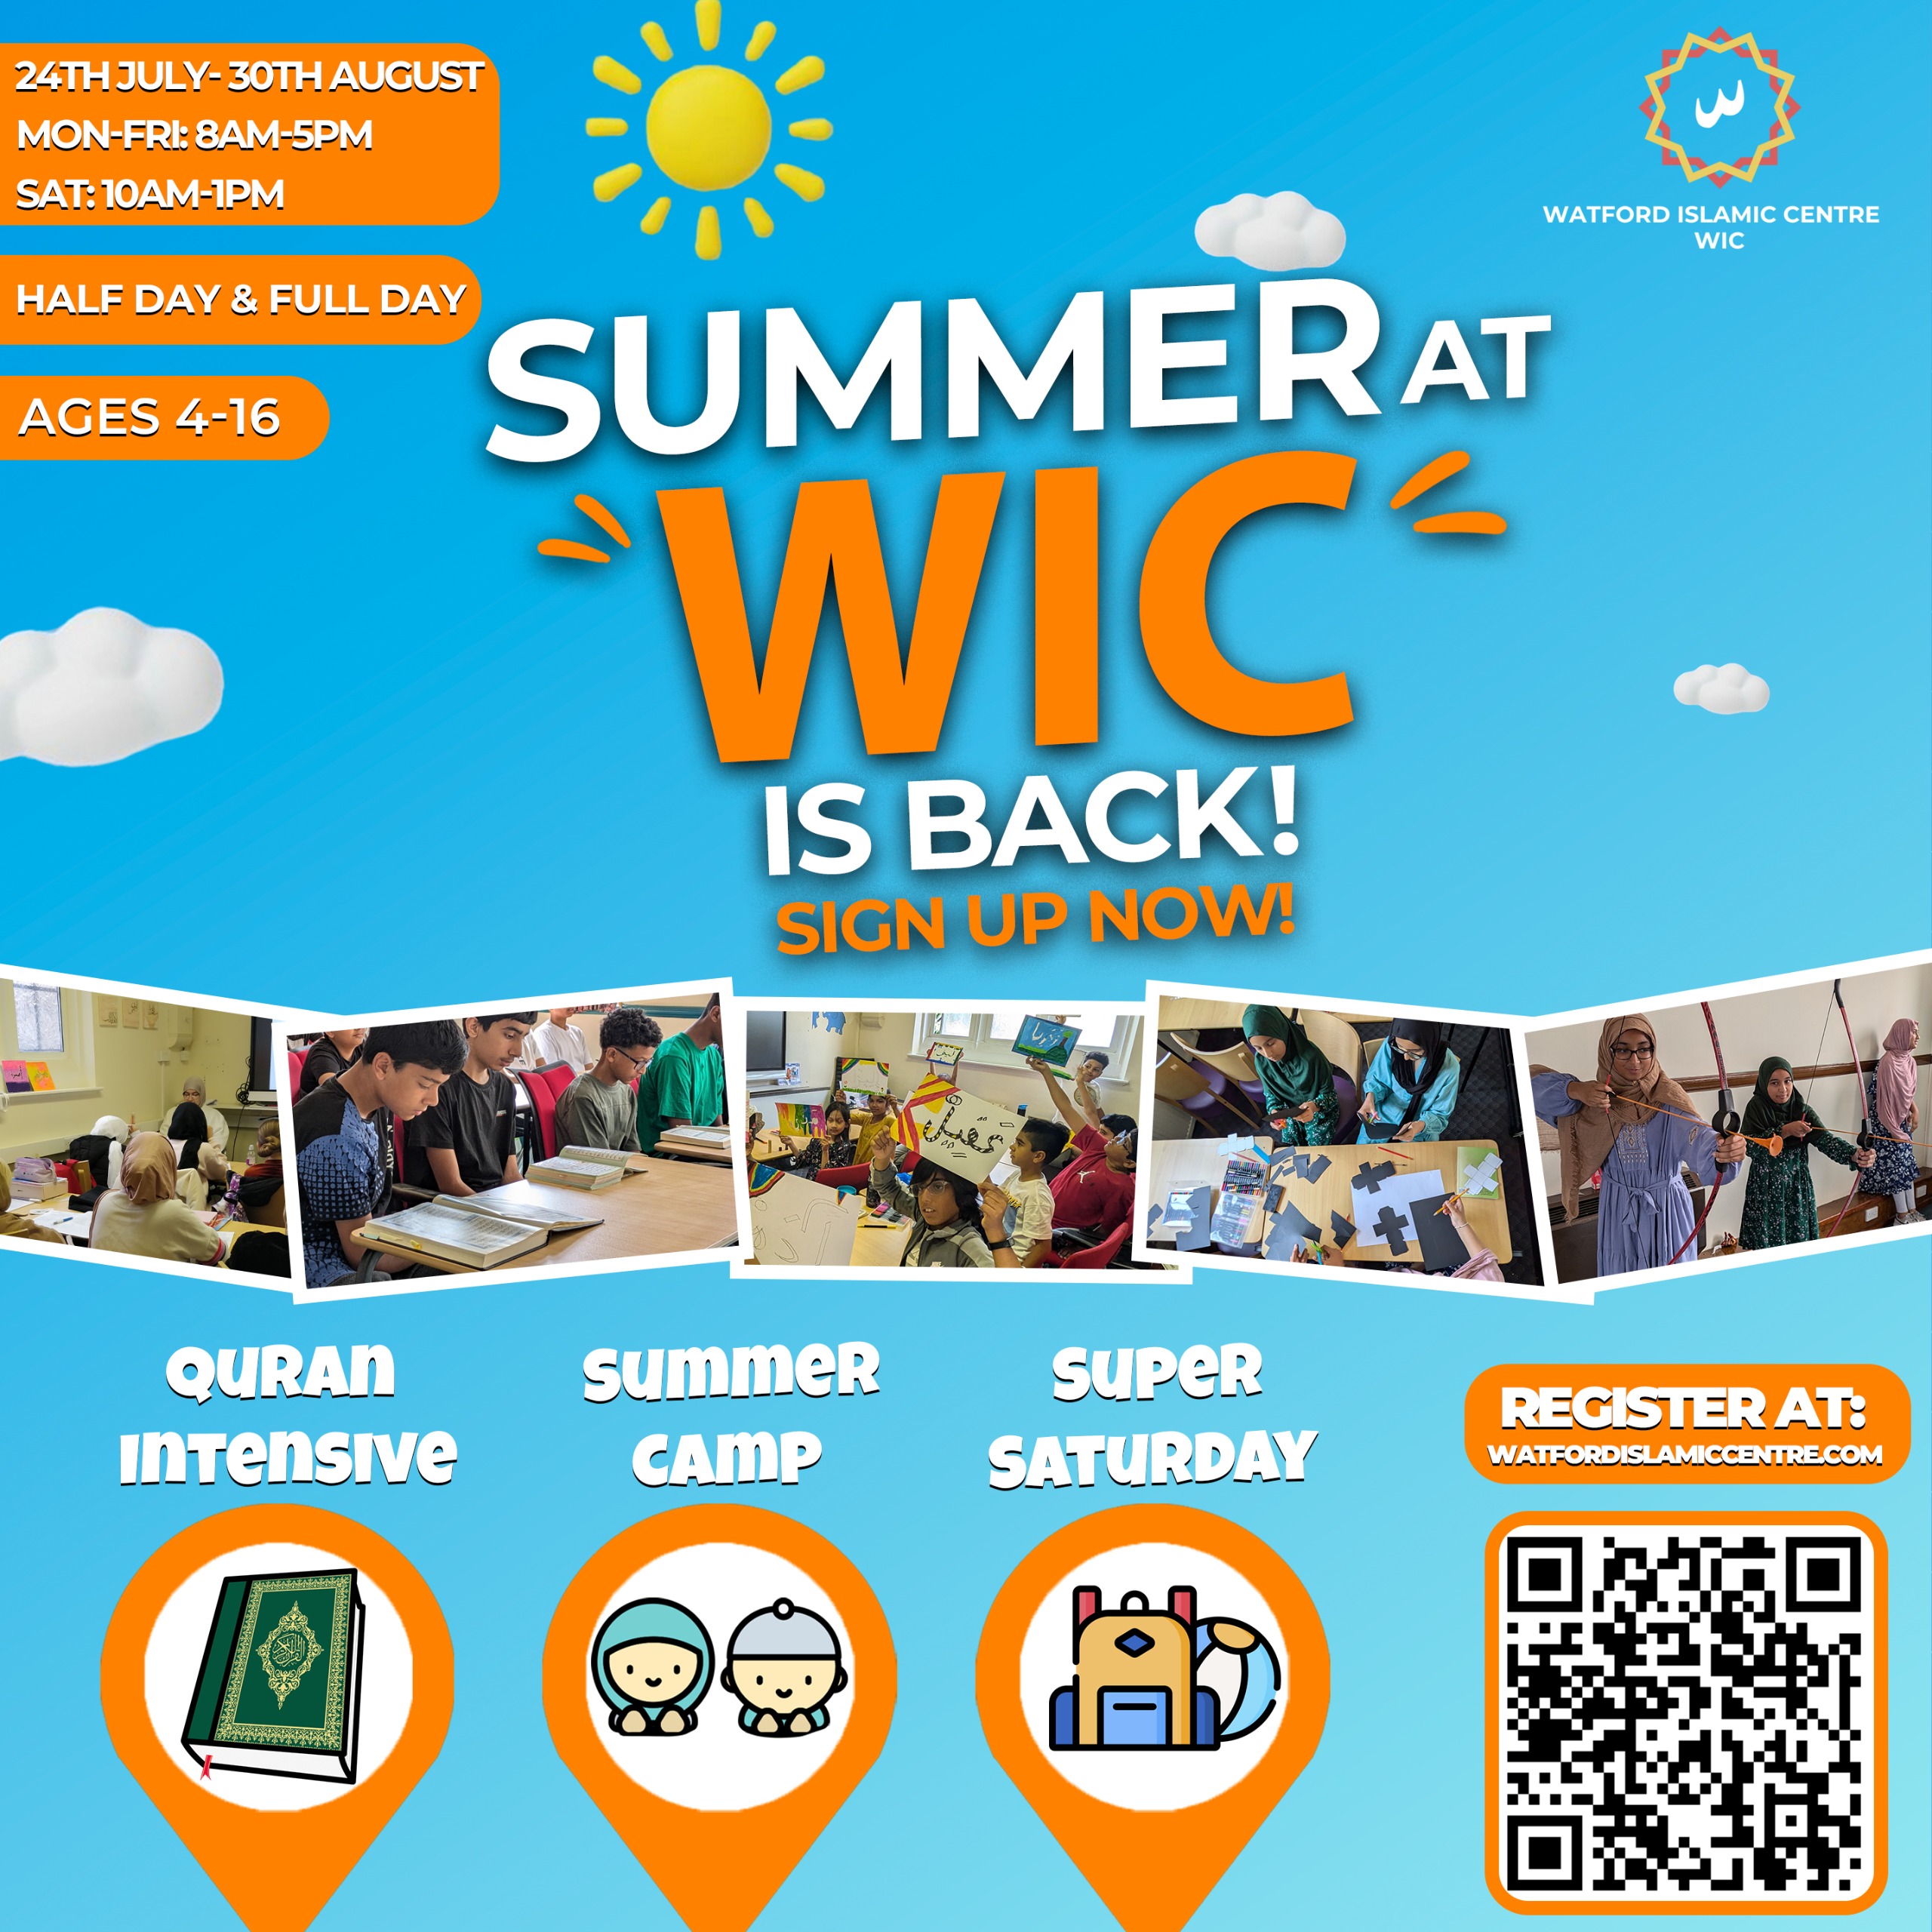 24TH JULY- 30TH AUGUST
MON-FRI: 8AM-5PM
SAT: 10AM-1PM
HALF DAY & FULL DAY
AGES 4-16
س
WATFORD ISLAMIC CENTRE
WIC
SUMMER AT
WIC
IS BACK!
SIGN UP NOW!
QURAN
INTENSIVE
SUMMER
CAMP
SUPER
SATURDAY
REGISTER AT:
WATFORDISLAMICCENTRE.COM